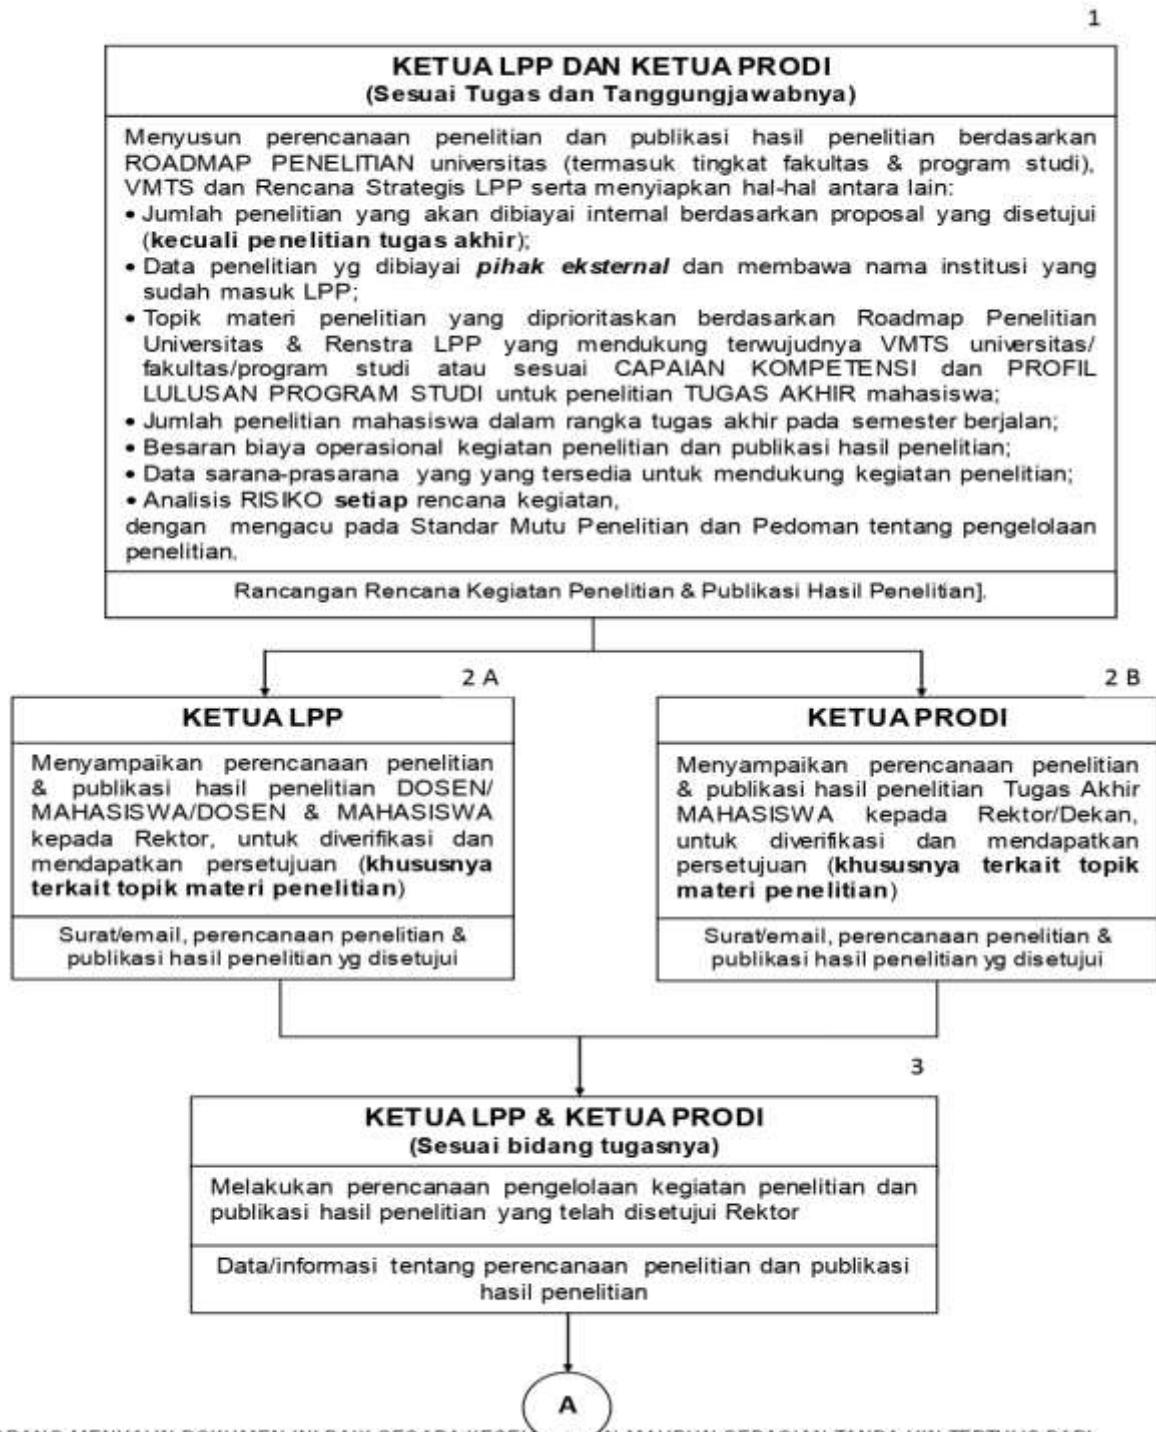 1
KETUA LPP DAN KETUA PRODI
(Sesuai Tugas dan Tanggungjawabnya)
Menyusun perencanaan penelitian dan publikasi hasil penelitian berdasarkan
ROADMAP PENELITIAN universitas (termasuk tingkat fakultas & program studi),
VMTS dan Rencana Strategis LPP serta menyiapkan hal-hal antara lain:
• Jumlah penelitian yang akan dibiayai internal berdasarkan proposal yang disetujui
(kecuali penelitian tugas akhir);
• Data penelitian yg dibiayai pihak eksternal dan membawa nama institusi yang
sudah masuk LPP;
• Topik materi penelitian yang diprioritaskan berdasarkan Roadmap Penelitian
Universitas & Renstra LPP yang mendukung terwujudnya VMTS universitas/
fakultas/program studi atau sesuai CAPAIAN KOMPETENSI dan PROFIL
LULUSAN PROGRAM STUDI untuk penelitian TUGAS AKHIR mahasiswa;
• Jumlah penelitian mahasiswa dalam rangka tugas akhir pada semester berjalan;
• Besaran biaya operasional kegiatan penelitian dan publikasi hasil penelitian;
• Data sarana-prasarana yang yang tersedia untuk mendukung kegiatan penelitian;
• Analisis RISIKO setiap rencana kegiatan,
dengan mengacu pada Standar Mutu Penelitian dan Pedoman tentang pengelolaan
penelitian.
Rancangan Rencana Kegiatan Penelitian & Publikasi Hasil Penelitian].
2 A
KETUA LPP
Menyampaikan perencanaan penelitian
& publikasi hasil penelitian DOSEN/
MAHASISWA/DOSEN & MAHASISWA
kepada Rektor, untuk diverifikasi dan
mendapatkan persetujuan (khususnya
terkait topik materi penelitian)
Surat/email, perencanaan penelitian &
publikasi hasil penelitian yg disetujui
2 B
KETUA PRODI
Menyampaikan perencanaan penelitian
& publikasi hasil penelitian Tugas Akhir
MAHASISWA kepada Rektor/Dekan,
untuk diverifikasi dan mendapatkan
persetujuan (khususnya terkait topik
materi penelitian)
Surat/email, perencanaan penelitian &
publikasi hasil penelitian yg disetujui
3
KETUA LPP & KETUA PRODI
(Sesuai bidang tugasnya)
Melakukan perencanaan pengelolaan kegiatan penelitian dan
publikasi hasil penelitian yang telah disetujui Rektor
Data/informasi tentang perencanaan penelitian dan publikasi
hasil penelitian
A